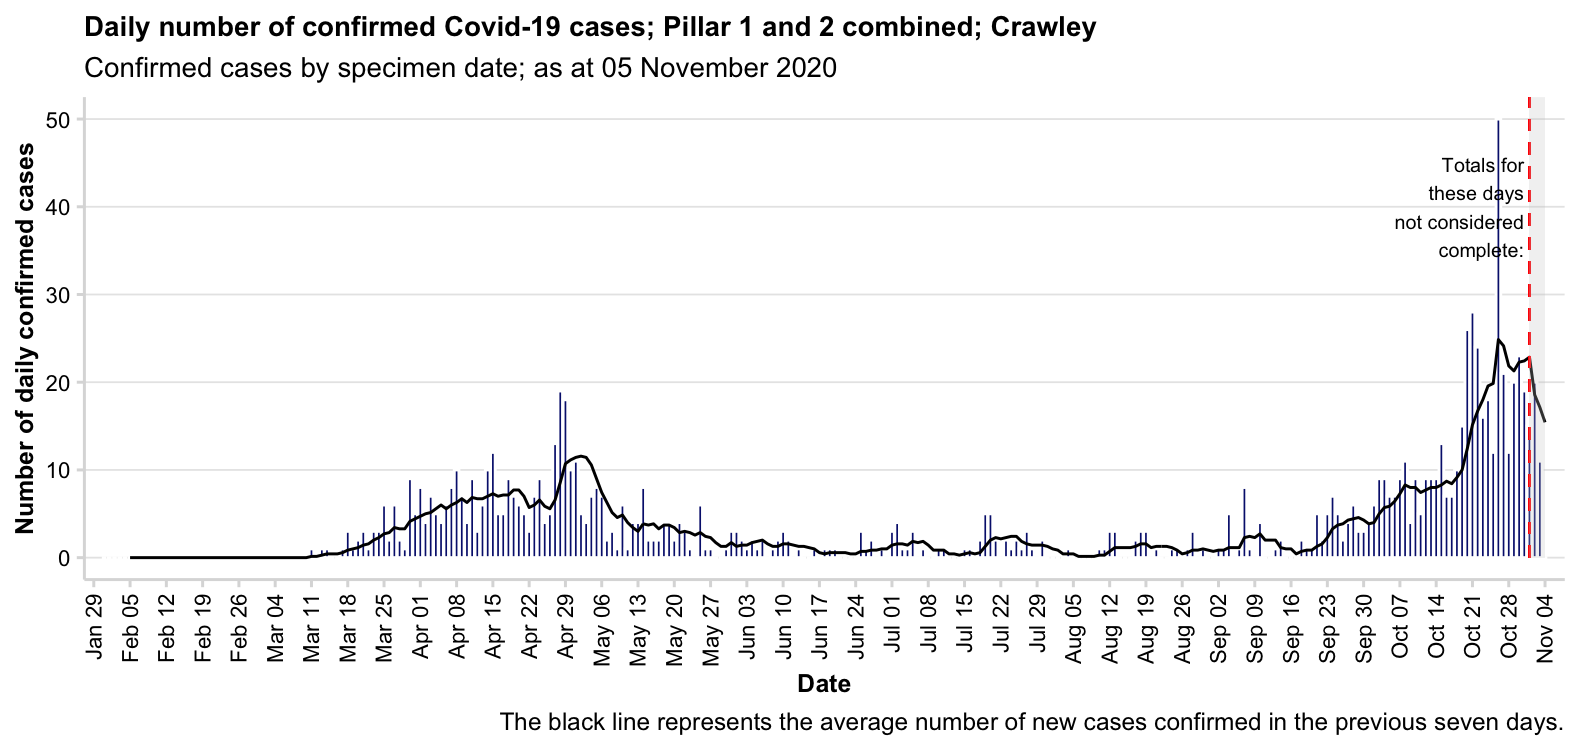 Daily number of confirmed Covid-19 cases; Pillar 1 and 2 combined; Crawley
Confirmed cases by specimen date; as at 05 November 2020
Number of daily confirmed cases
50
40
30
20
10
0
Totals for
these days
not considered
complete:
Jan 29
Feb 05
Feb 12
Feb 19
Feb 26
Mar 04
Mar 11
Mar 18
Mar 25
Apr 01
Apr 08
Apr 15
Apr 22
Apr 29
May 06
May 13
May 20
May 27
Jun 03
Jun 10
Jun 17
Jun 24
Jul 01
Jul 08
Jul 15
Jul 22
Jul 29
Aug 05
Aug 12
Aug 19
Aug 26
Sep 02
Sep 09
Sep 16
Sep 23
Sep 30
Oct 07
Oct 14
Oct 21
Oct 28
Nov 04
Date
The black line represents the average number of new cases confirmed in the previous seven days.